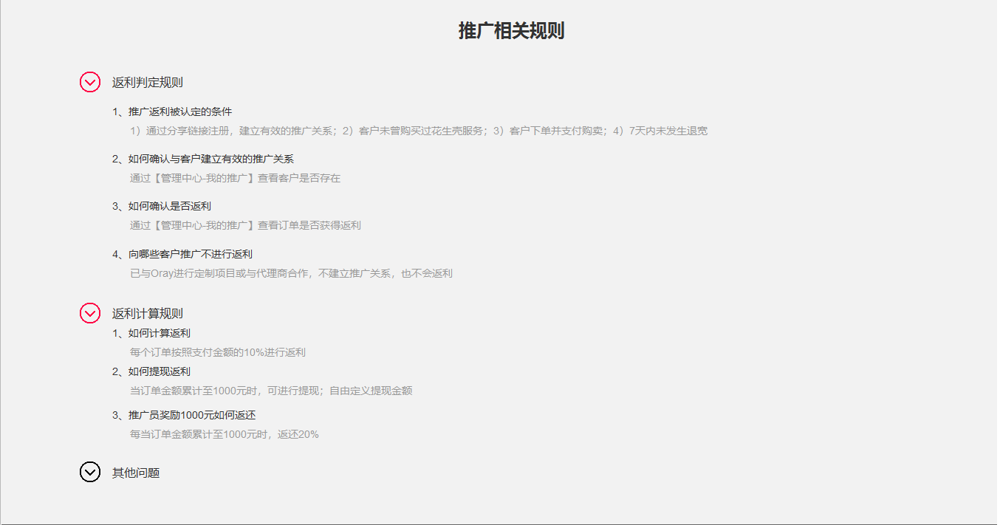 推广相关规则
返利判定规则
1、推广返利被认定的条件
1）通过分享链接注册，建立有效的推广关系；2）客户未曾购买过花生壳服务；3）客户下单并支付购卖；4）7天内未发生退宽
2、如何确认与客户建立有效的推广关系
通过【管理中心-我的推广】查看客户是否存在
3、如何确认是否返利
通过【管理中心-我的推广】查看订单是否获得返利
4、向哪些客户推广不进行返利
已与Oray进行定制项目或与代理商合作，不建立推广关系，也不会返利
返利计算规则
1、如何计算返利
每个订单按照支付金额的10%进行返利
2、如何提现返利
当订单金额累计至1000元时，可进行提现；自由定义提现金额
3、推广员奖励1000元如何返还
每当订单金额累计至1000元时，返还20%
其他问题